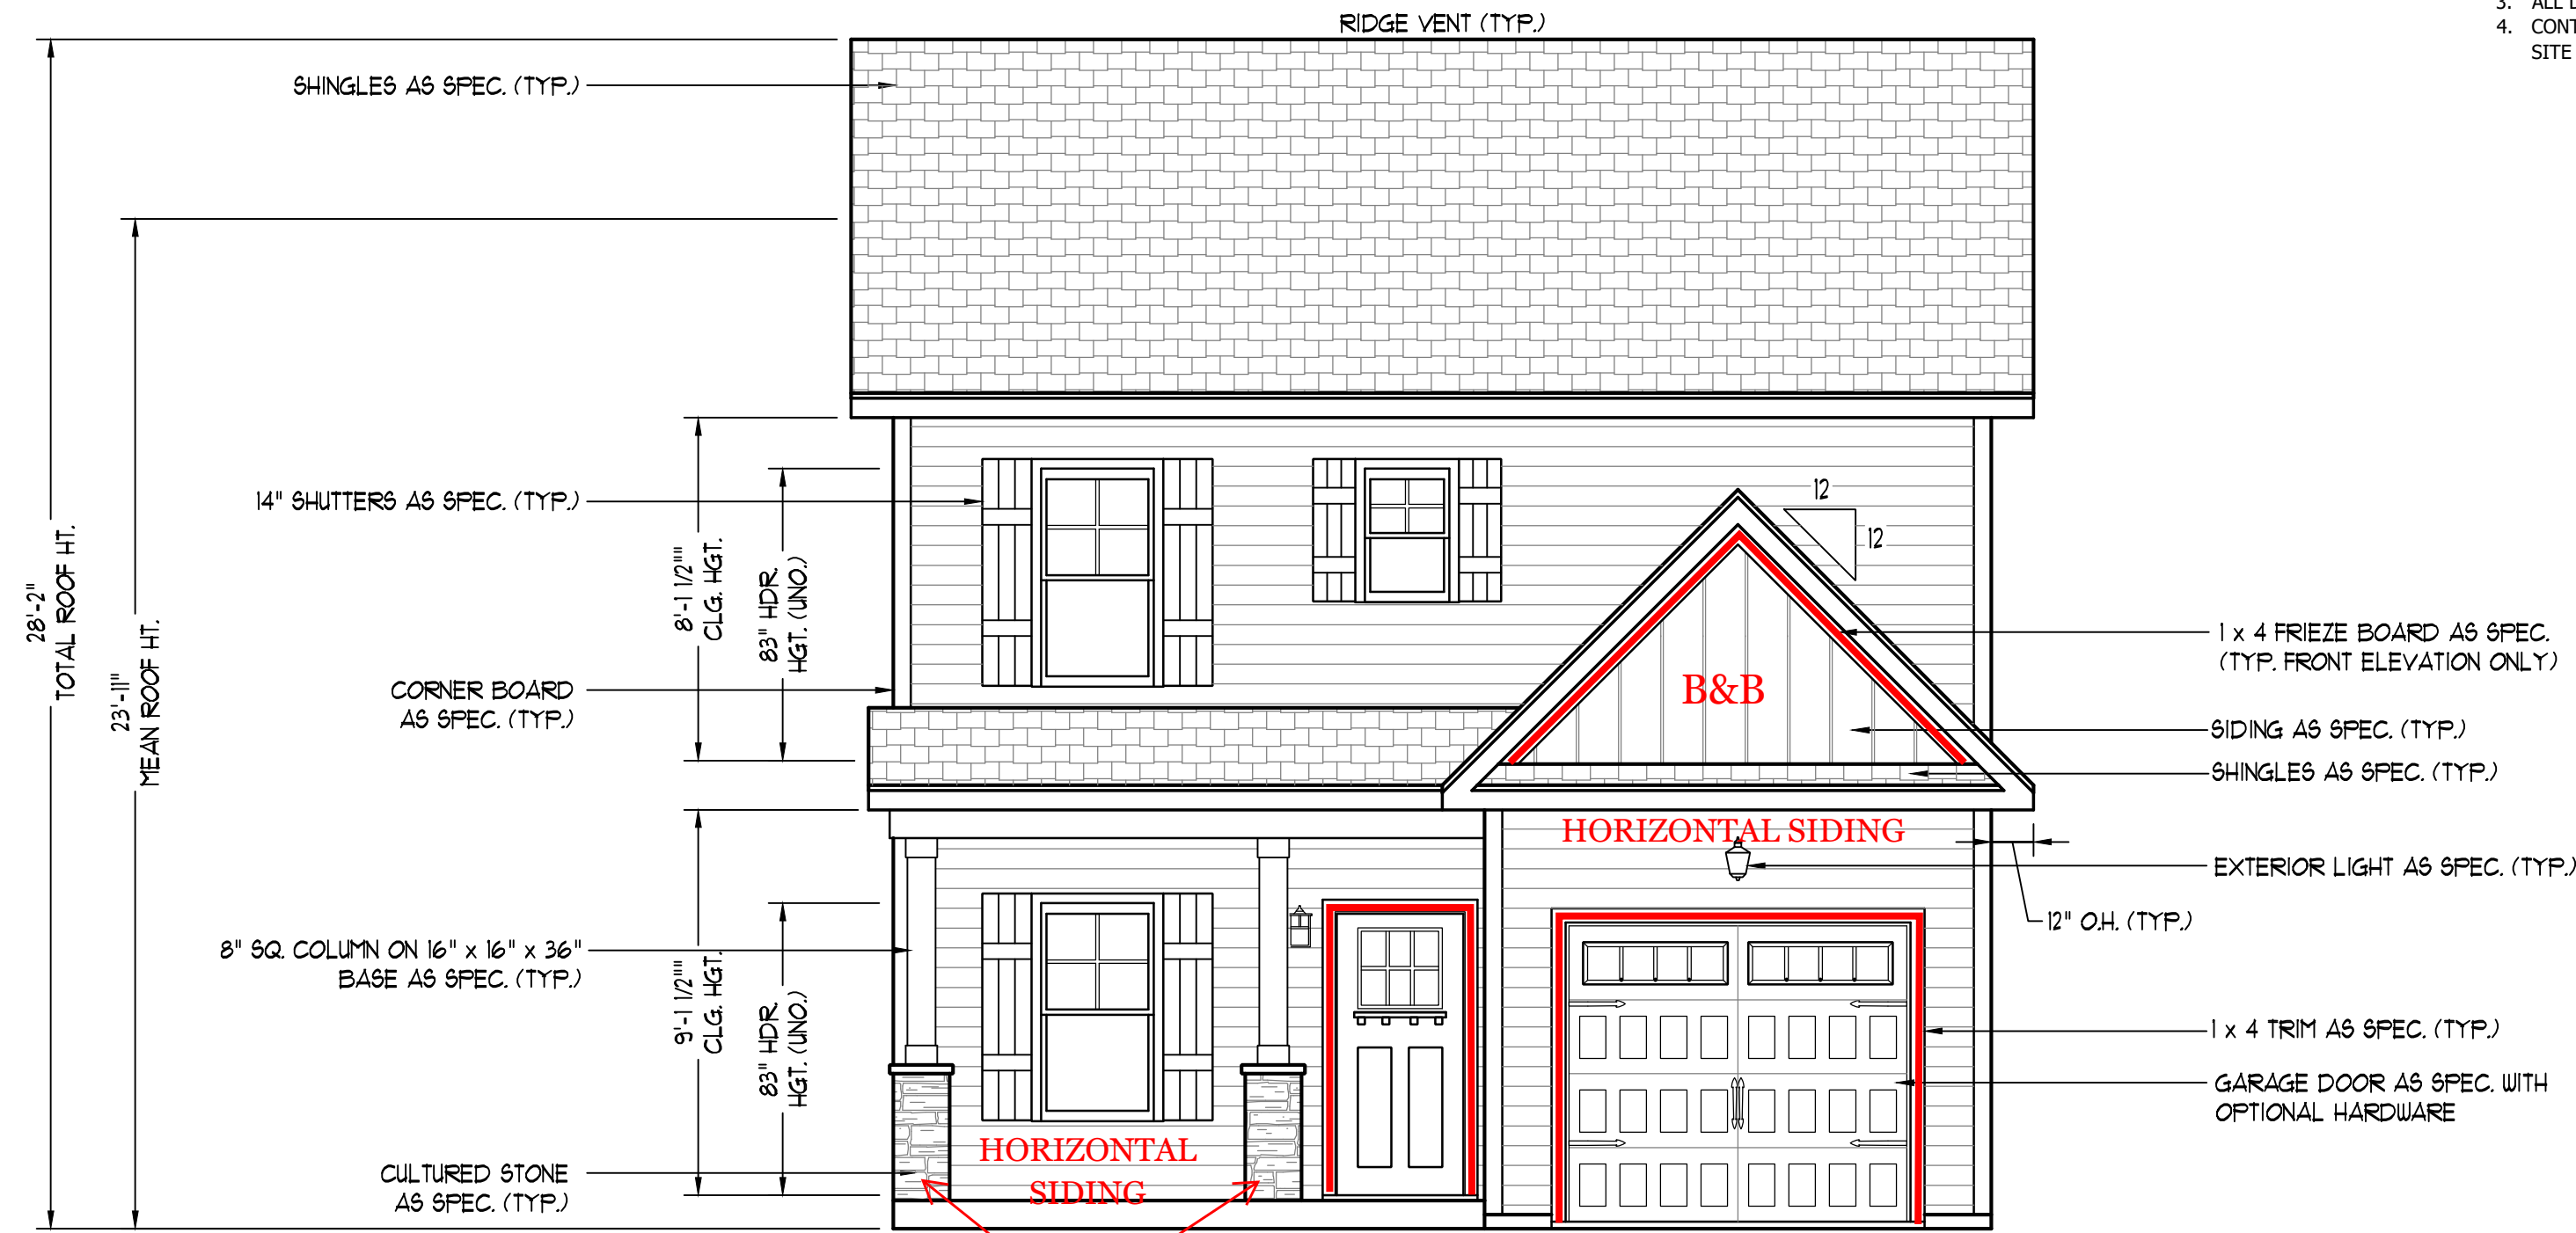 RIDGE VENT (TYP.)
3. ALL
4. CONT
SITE
SHINGLES AS SPEC. (TYP.)
28'-2"
TOTAL ROOF HT.
23'-11"
MEAN ROOF HT.
14" SHUTTERS AS SPEC. (TYP.)
8'-1 1/2""
CLG. HGT.
83" HDR.
HGT. (UNO.)
CORNER BOARD
AS SPEC. (TYP.)
12
12
B&B
1 x 4 FRIEZE BOARD AS SPEC.
(TYP. FRONT ELEVATION ONLY)
SIDING AS SPEC. (TYP.)
SHINGLES AS SPEC. (TYP.)
HORIZONTAL SIDING
EXTERIOR LIGHT AS SPEC. (TYP.)
12" O.H. (TYP.)
8" SQ. COLUMN ON 16" x 16" x 36"
BASE AS SPEC. (TYP.)
9'-1 1/2""
CLG. HGT.
83" HDR.
HGT. (UNO.)
1 x 4 TRIM AS SPEC. (TYP.)
GARAGE DOOR AS SPEC. WITH
OPTIONAL HARDWARE
HORIZONTAL
SIDING
CULTURED STONE
AS SPEC. (TYP.)